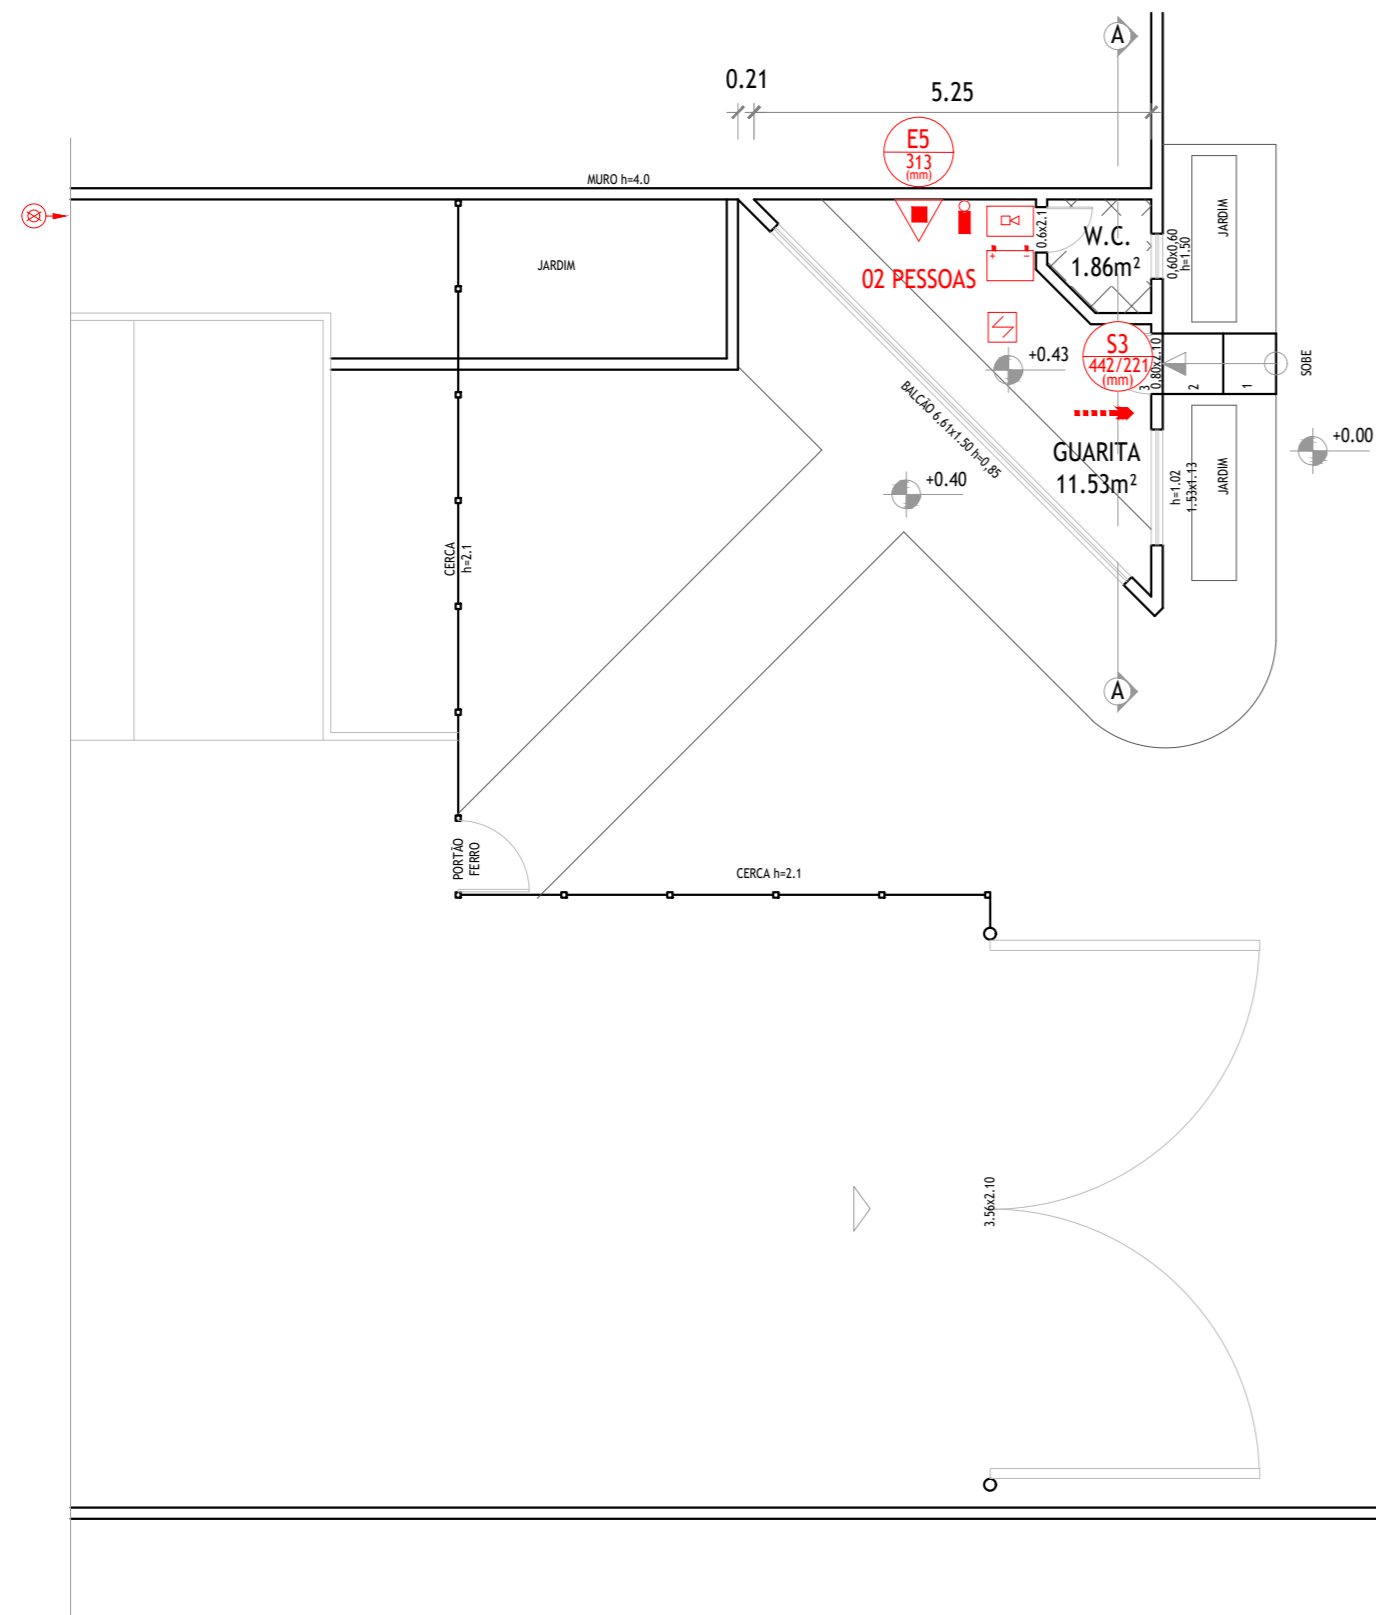 A
0.21
5.25
E5
313
(mm)
MURO h=4.0
JARDIM
0.6x2.1
W.C.
1.86m²
0,60x0,60
h=1.50
JARDIM
02 PESSOAS
+
-
+0.43
S3
442/221
(mm)
0.80x2.10
3
2
1
SOBE
BALCÃO 6.61x1.50 h=0,85
GUARITA
11.53m²
h=1.02
1.53x1.13
JARDIM
+0.00
+0.40
CERCA
h=2.1
A
PORTÃO
FERRO
CERCA h=2.1
3.56x2.10